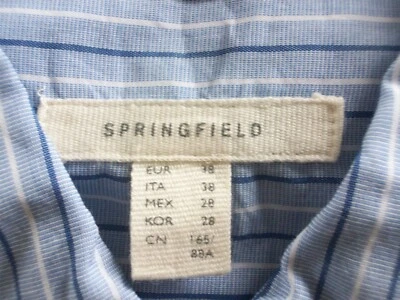 SPRINGFIELD
EUR 38
ITA 38
MEX 28
KOR 28
CN 165/
88A